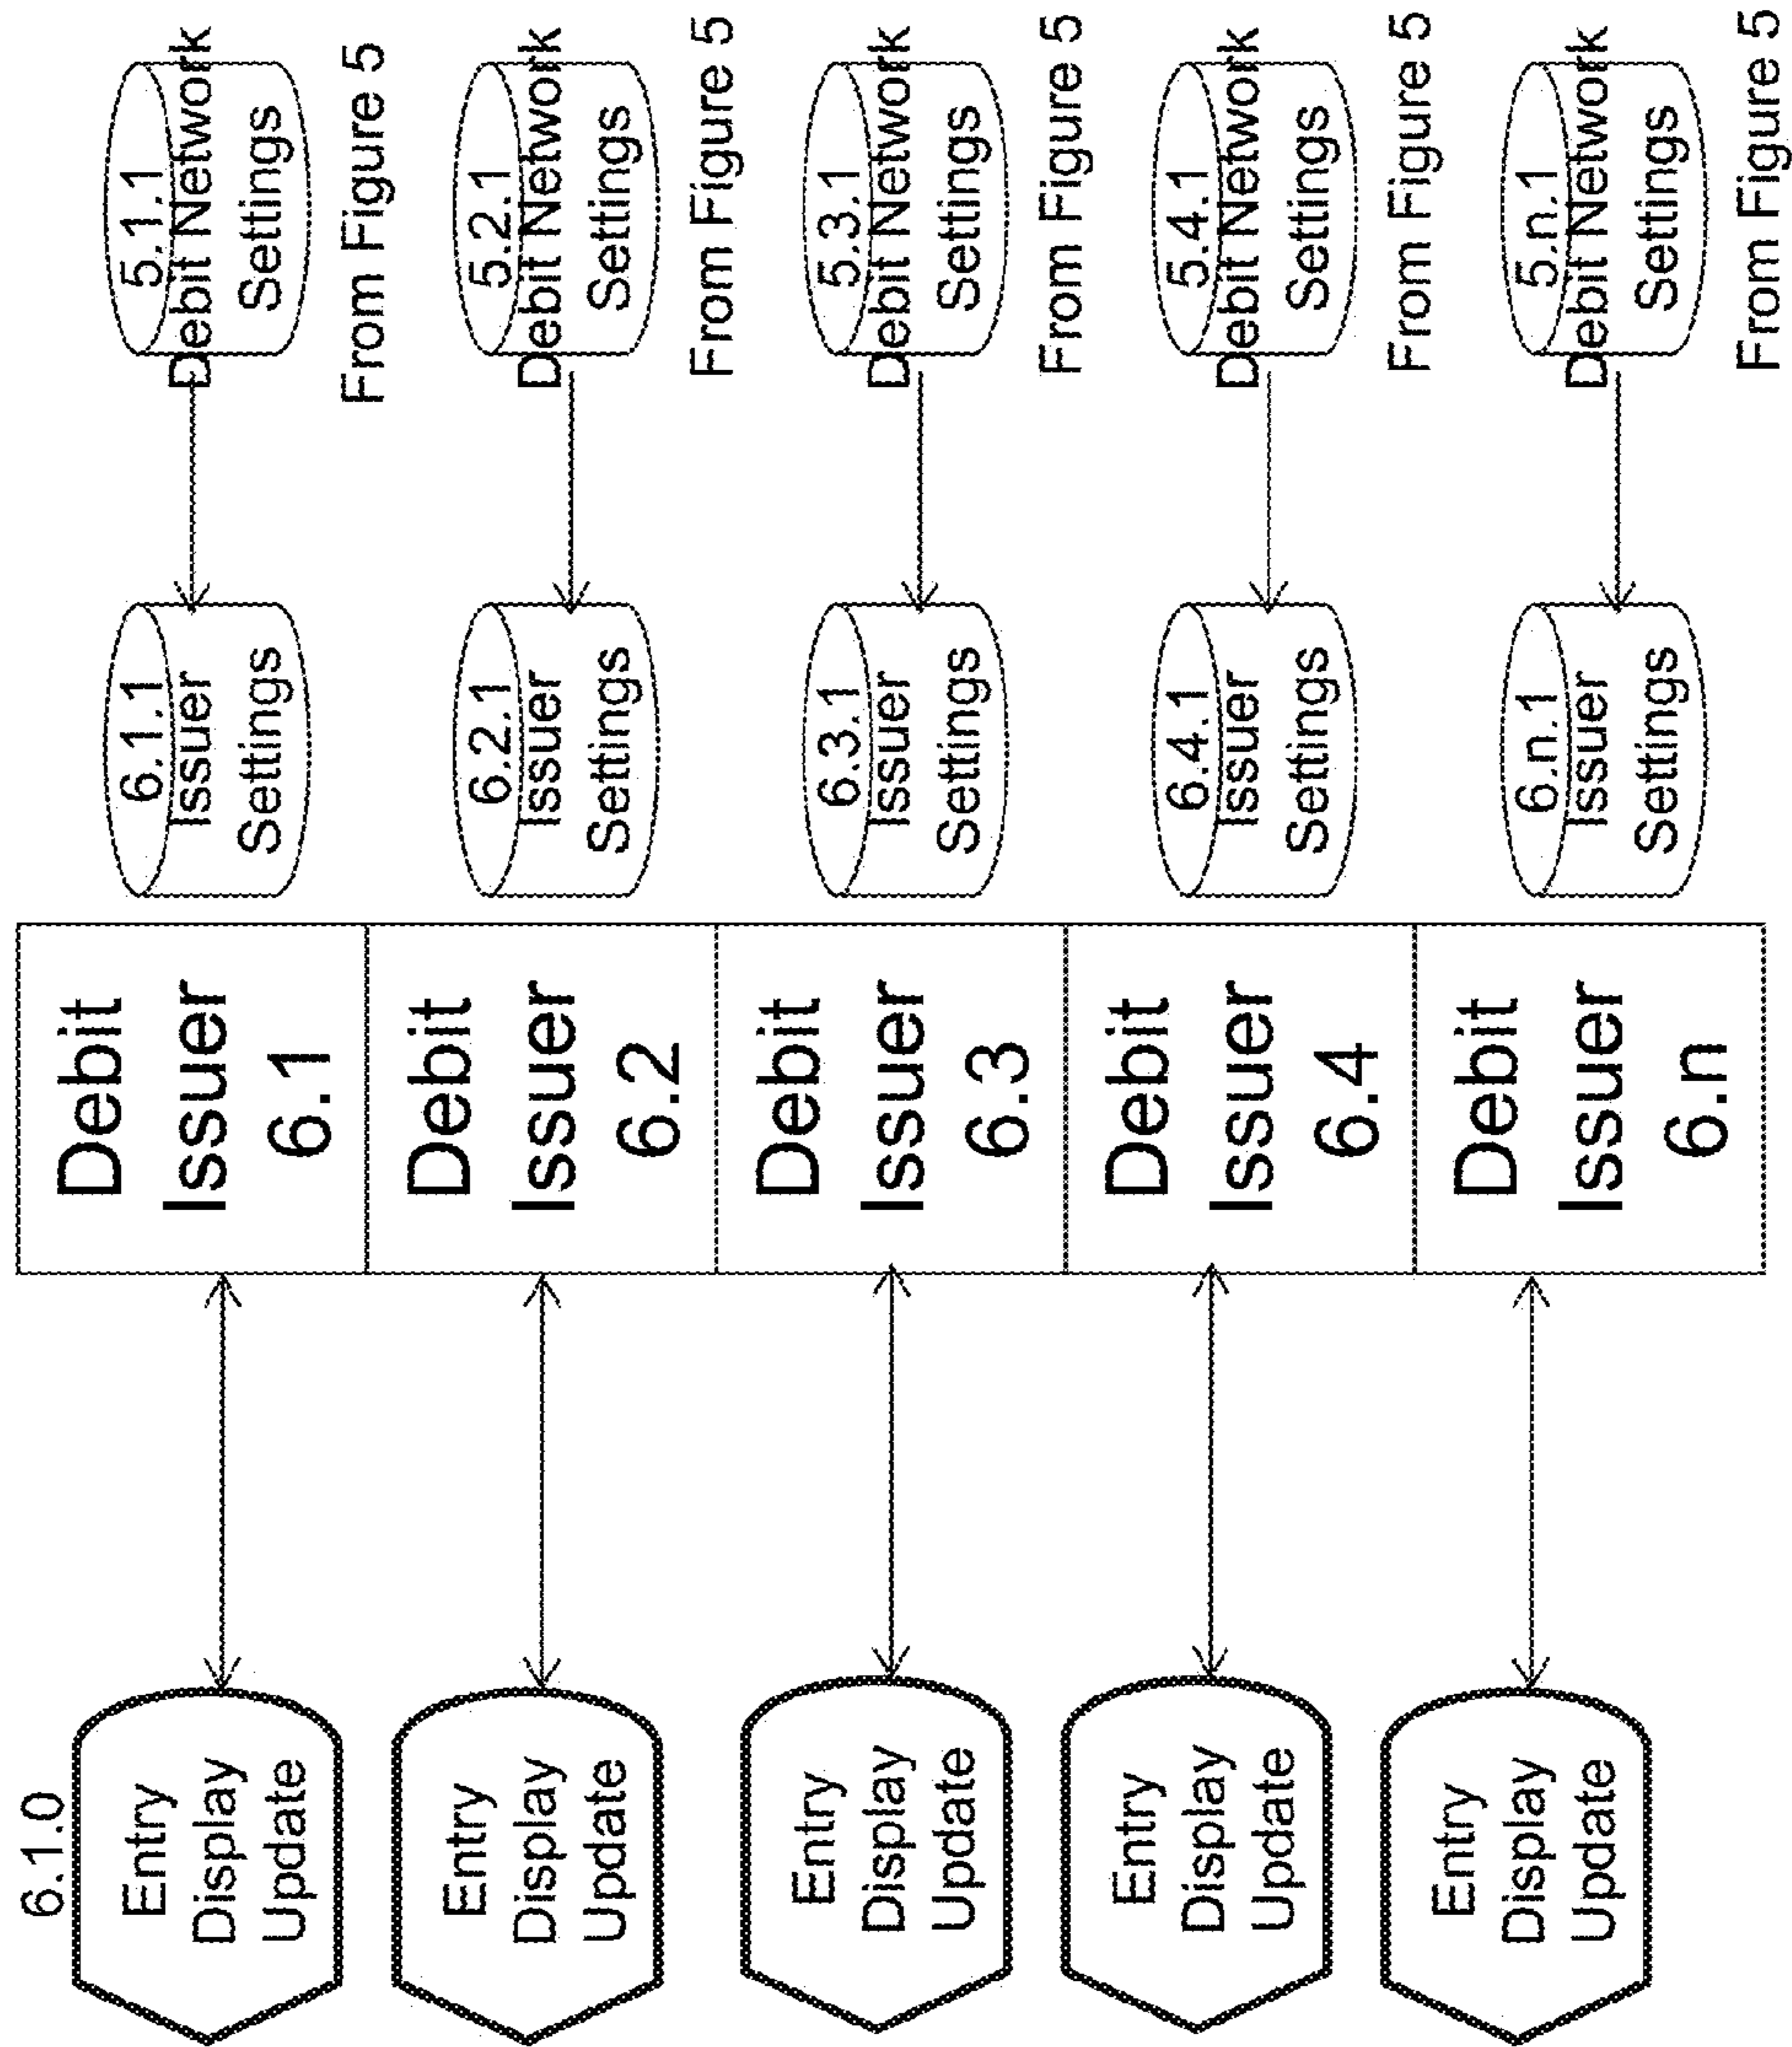 6.1.0
Entry
Display
Update
Debit
Issuer
6.1
6.1.1
Issuer
Settings
5.1.1
Debit Network
Settings
From Figure 5
Entry
Display
Update
Debit
Issuer
6.2
6.2.1
Issuer
Settings
5.2.1
Debit Network
Settings
From Figure 5
Entry
Display
Update
Debit
Issuer
6.3
6.3.1
Issuer
Settings
5.3.1
Debit Network
Settings
From Figure 5
Entry
Display
Update
Debit
Issuer
6.4
6.4.1
Issuer
Settings
5.4.1
Debit Network
Settings
From Figure 5
Entry
Display
Update
Debit
Issuer
6.n
6.n.1
Issuer
Settings
5.n.1
Debit Network
Settings
From Figure 5